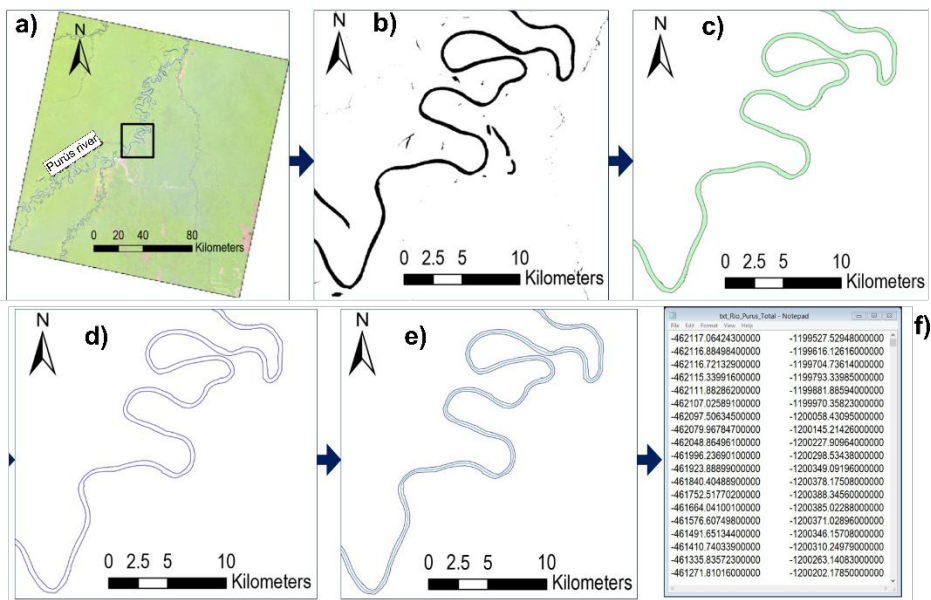 a)
N
Purús river
0 20 40 80
Kilometers
b)
N
0 2.5 5 10
Kilometers
c)
N
0 2.5 5 10
Kilometers
d)
N
0 2.5 5 10
Kilometers
e)
N
0 2.5 5 10
Kilometers
f)
txt_Rio_Purus_Total - Notepad
File Edit Format View Help
-462117.06424300000 -1199527.52948000000
-462116.88498400000 -1199616.12616000000
-462116.72132900000 -1199704.73614000000
-462115.33991600000 -1199793.33985000000
-462111.88286200000 -1199881.88594000000
-462107.02589100000 -1199970.35823000000
-462097.50634500000 -1200058.43095000000
-462079.96784700000 -1200145.21426000000
-462048.86496100000 -1200227.90964000000
-461996.23690100000 -1200298.53438000000
-461923.88899000000 -1200349.09196000000
-461840.40488900000 -1200378.17508000000
-461752.51770200000 -1200388.34560000000
-461664.04100100000 -1200385.02288000000
-461576.60749800000 -1200371.02896000000
-461491.65134400000 -1200346.15708000000
-461410.74033900000 -1200310.24979000000
-461335.83572300000 -1200263.14083000000
-461271.81016000000 -1200202.17850000000